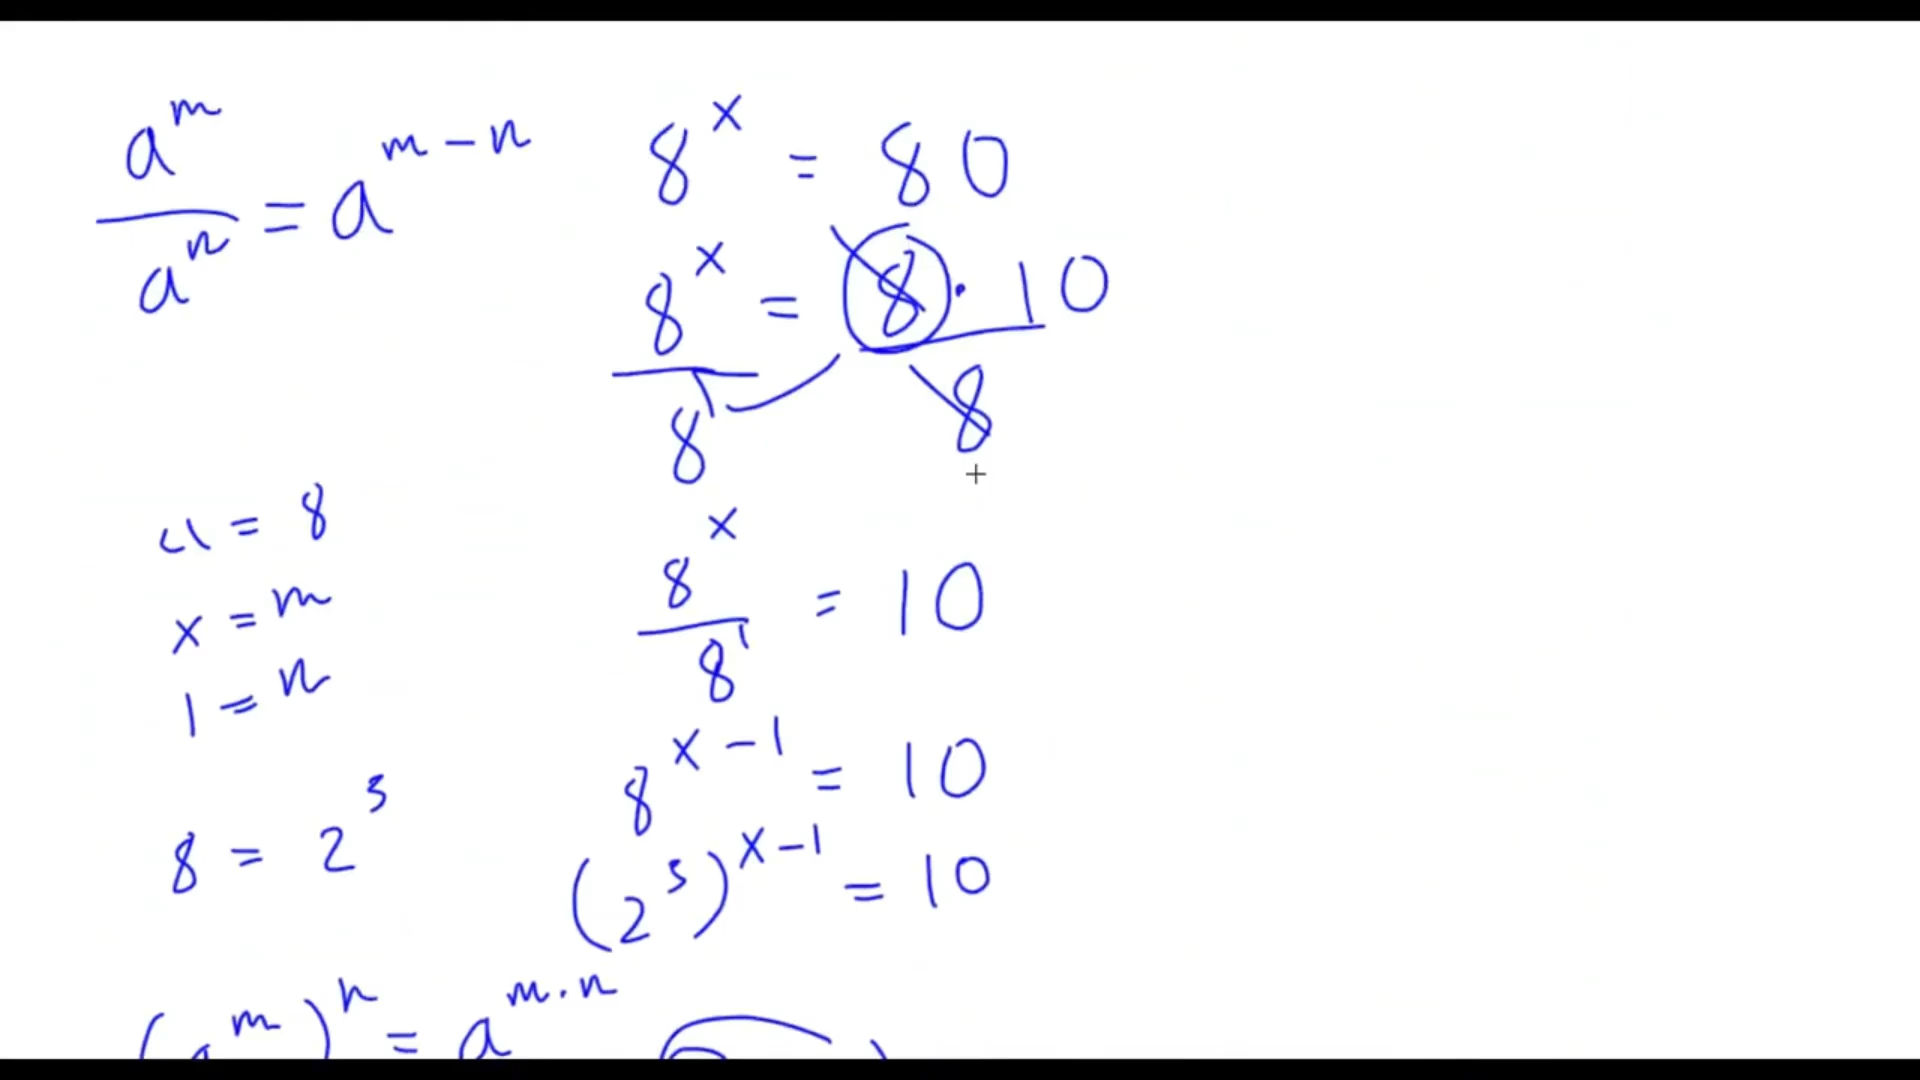 a^m / a^n = a^{m-n}
8^x = 80
8^x / 8^1 = 8 · 10 / 8
a = 8
8^x / 8^1 = 10
x = m
1 = n
8^{x-1} = 10
8 = 2^3
(2^3)^{x-1} = 10
(a^m)^n = a^{m·n}